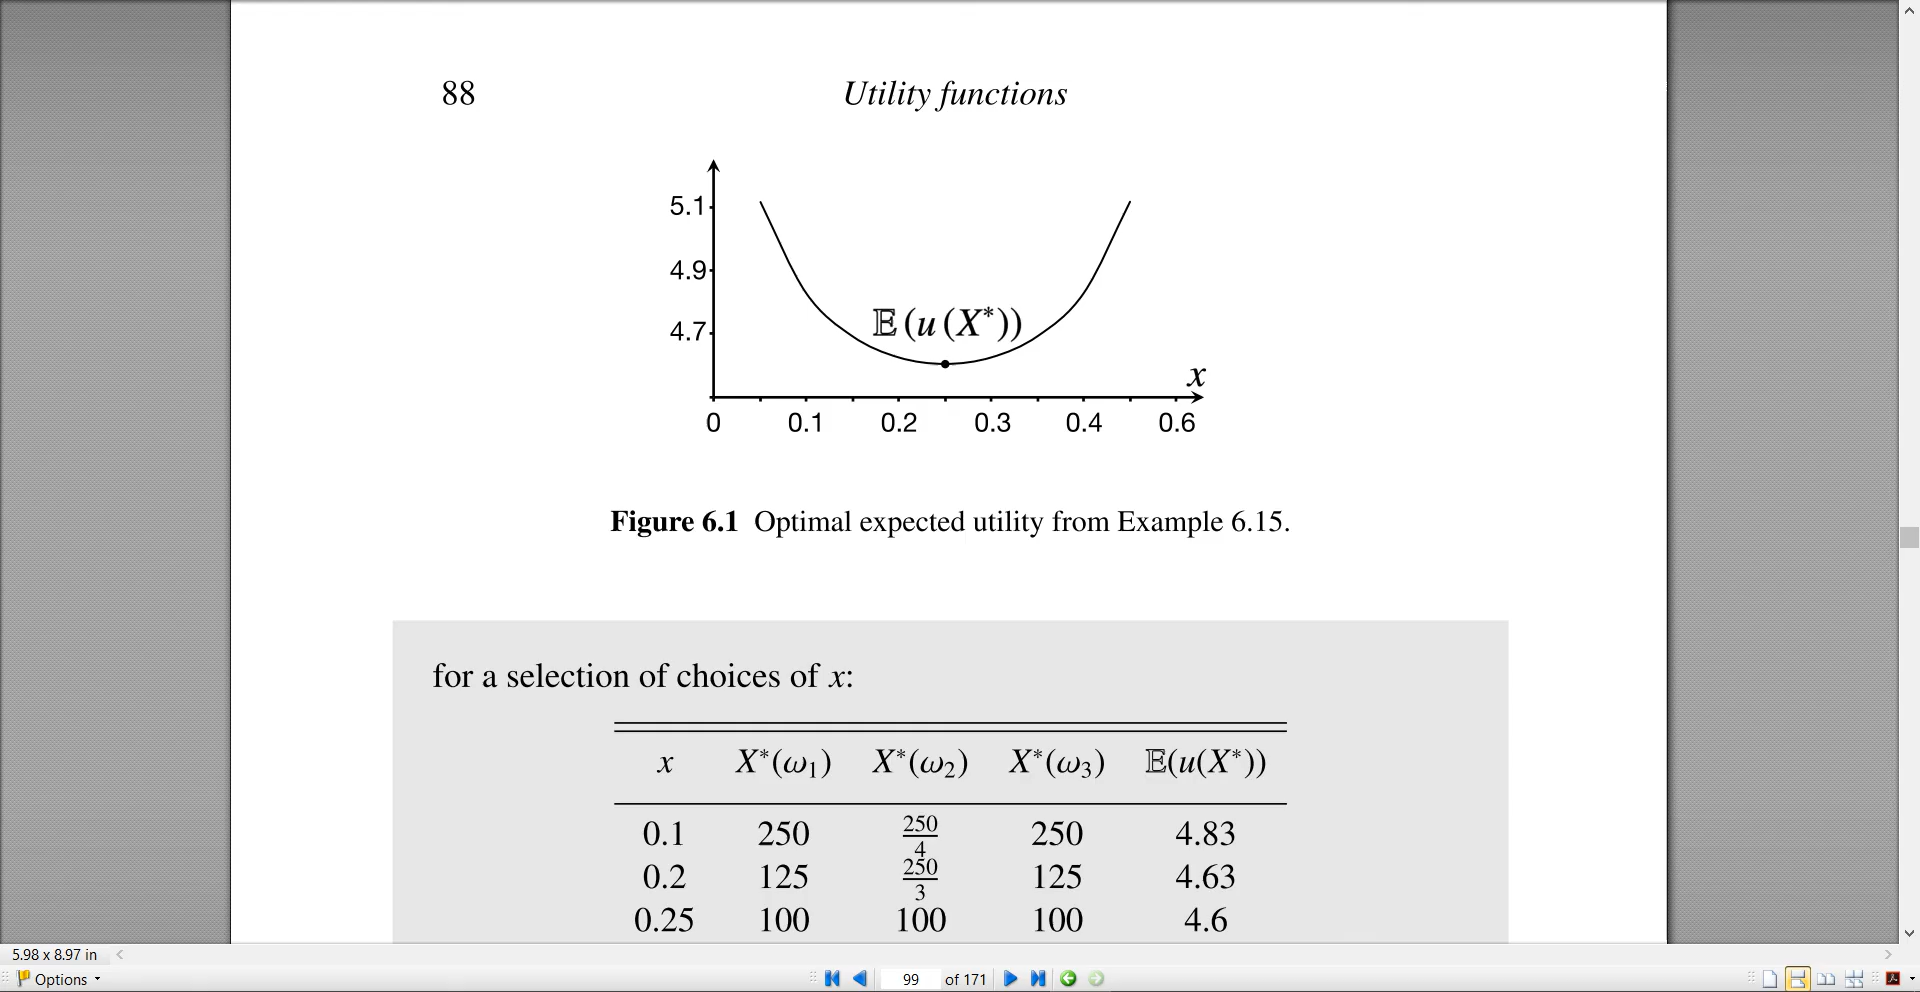 88
Utility functions
5.1
4.9
4.7
𝔼 (u (X*))
x
0 0.1 0.2 0.3 0.4 0.6
Figure 6.1 Optimal expected utility from Example 6.15.
for a selection of choices of x:
x X*(ω₁) X*(ω₂) X*(ω₃) 𝔼(u(X*))
0.1 250 250/4 250 4.83
0.2 125 250/3 125 4.63
0.25 100 100 100 4.6
5.98 x 8.97 in
Options 99 of 171